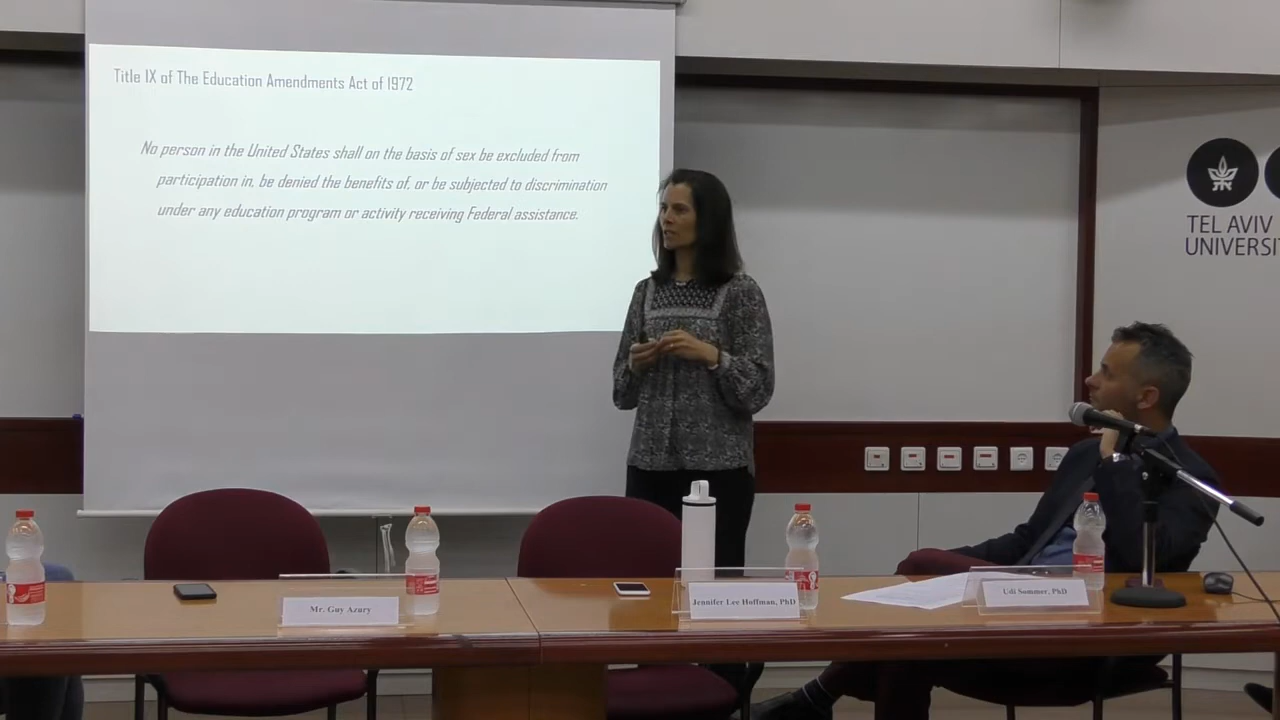 Title IX of The Education Amendments Act of 1972
No person in the United States shall on the basis of sex be excluded from
participation in, be denied the benefits of, or be subjected to discrimination
under any education program or activity receiving Federal assistance.
TEL AVIV
UNIVERSI
Mr. Guy Azury
Jennifer Lee Hoffman, PhD
Udi Sommer, PhD